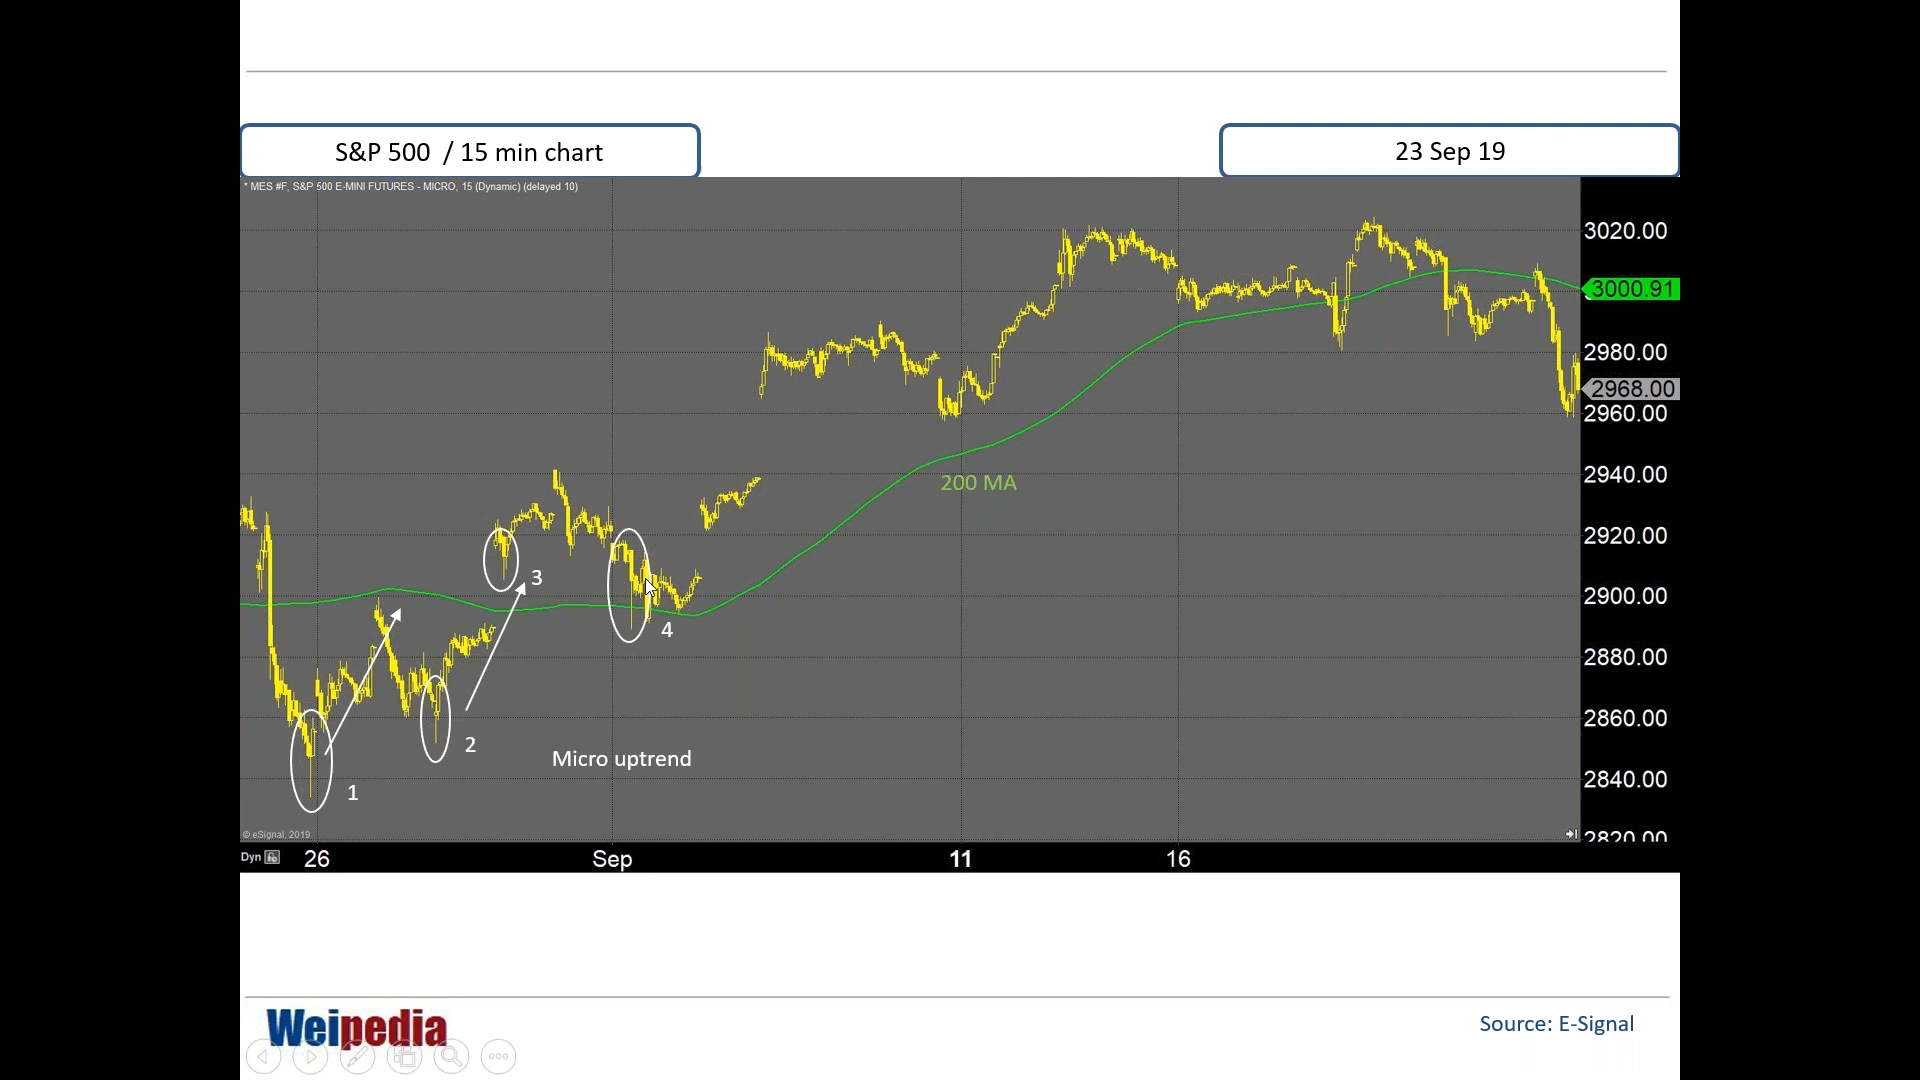 S&P 500 / 15 min chart
23 Sep 19
* MES #F, S&P 500 E-MINI FUTURES - MICRO, 15 (Dynamic) (delayed 10)
3020.00
3000.91
2980.00
2968.00
2960.00
2940.00
200 MA
2920.00
3
2900.00
4
2880.00
2860.00
2
Micro uptrend
2840.00
1
© eSignal, 2019
2820.00
Dyn
26
Sep
11
16
Weipedia
Source: E-Signal